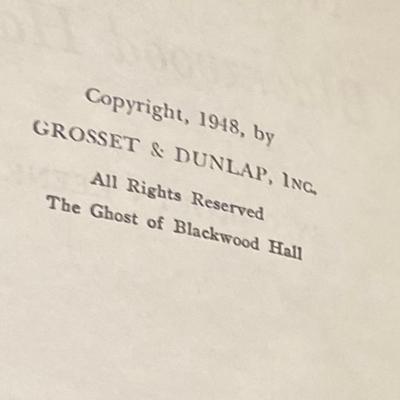 Copyright, 1948, by
GROSSET & DUNLAP, INC.
All Rights Reserved
The Ghost of Blackwood Hall